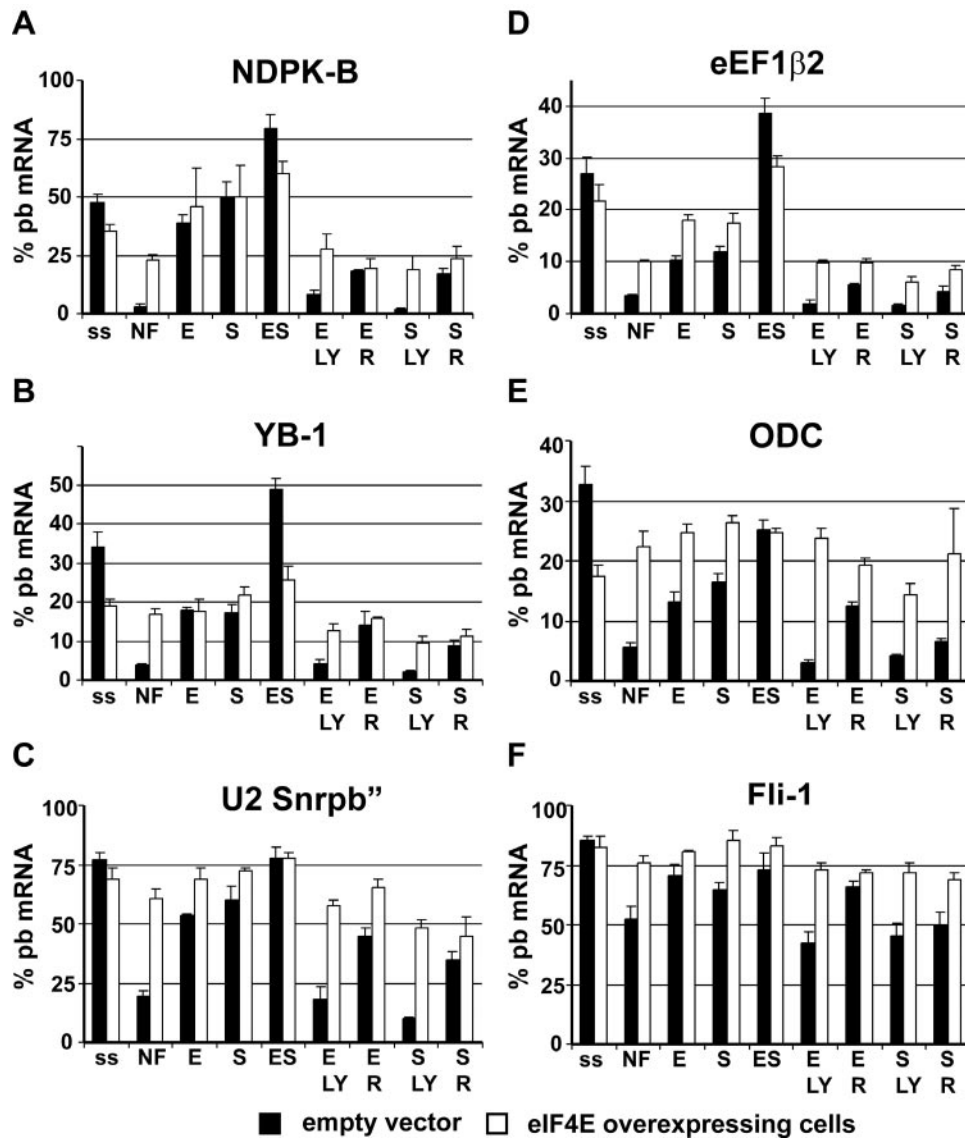 A
NDPK-B
100
75
50
25
0
% pb mRNA
ss NF E S ES E E S S
LY R LY R
D
eEF1β2
40
30
20
10
0
% pb mRNA
ss NF E S ES E E S S
LY R LY R
B
YB-1
50
40
30
20
10
0
% pb mRNA
ss NF E S ES E E S S
LY R LY R
E
ODC
40
30
20
10
0
% pb mRNA
ss NF E S ES E E S S
LY R LY R
C
U2 Snrpb”
100
75
50
25
0
% pb mRNA
ss NF E S ES E E S S
LY R LY R
F
Fli-1
100
75
50
25
0
% pb mRNA
ss NF E S ES E E S S
LY R LY R
empty vector eIF4E overexpressing cells